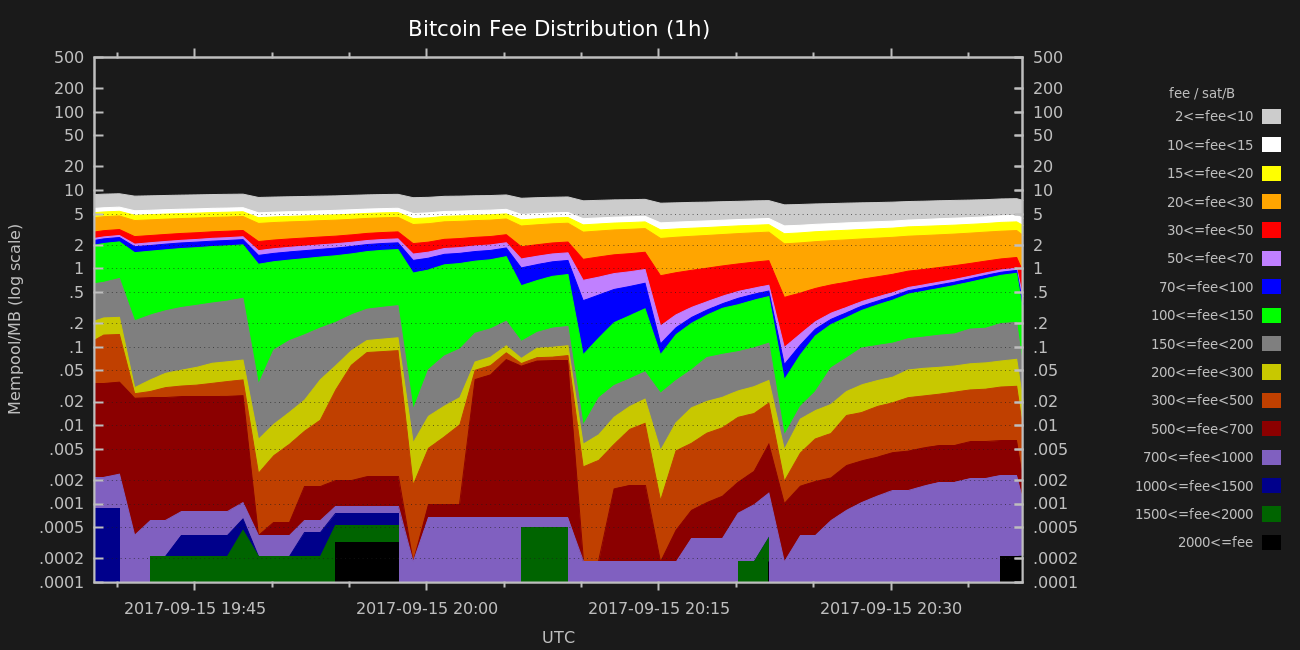 Bitcoin Fee Distribution (1h)
500
200
100
50
20
10
5
2
1
.5
.2
.1
.05
.02
.01
.005
.002
.001
.0005
.0002
.0001
Mempool/MB (log scale)
500
200
100
50
20
10
5
2
1
.5
.2
.1
.05
.02
.01
.005
.002
.001
.0005
.0002
.0001
2017-09-15 19:45
2017-09-15 20:00
2017-09-15 20:15
2017-09-15 20:30
UTC
fee / sat/B
2<=fee<10
10<=fee<15
15<=fee<20
20<=fee<30
30<=fee<50
50<=fee<70
70<=fee<100
100<=fee<150
150<=fee<200
200<=fee<300
300<=fee<500
500<=fee<700
700<=fee<1000
1000<=fee<1500
1500<=fee<2000
2000<=fee